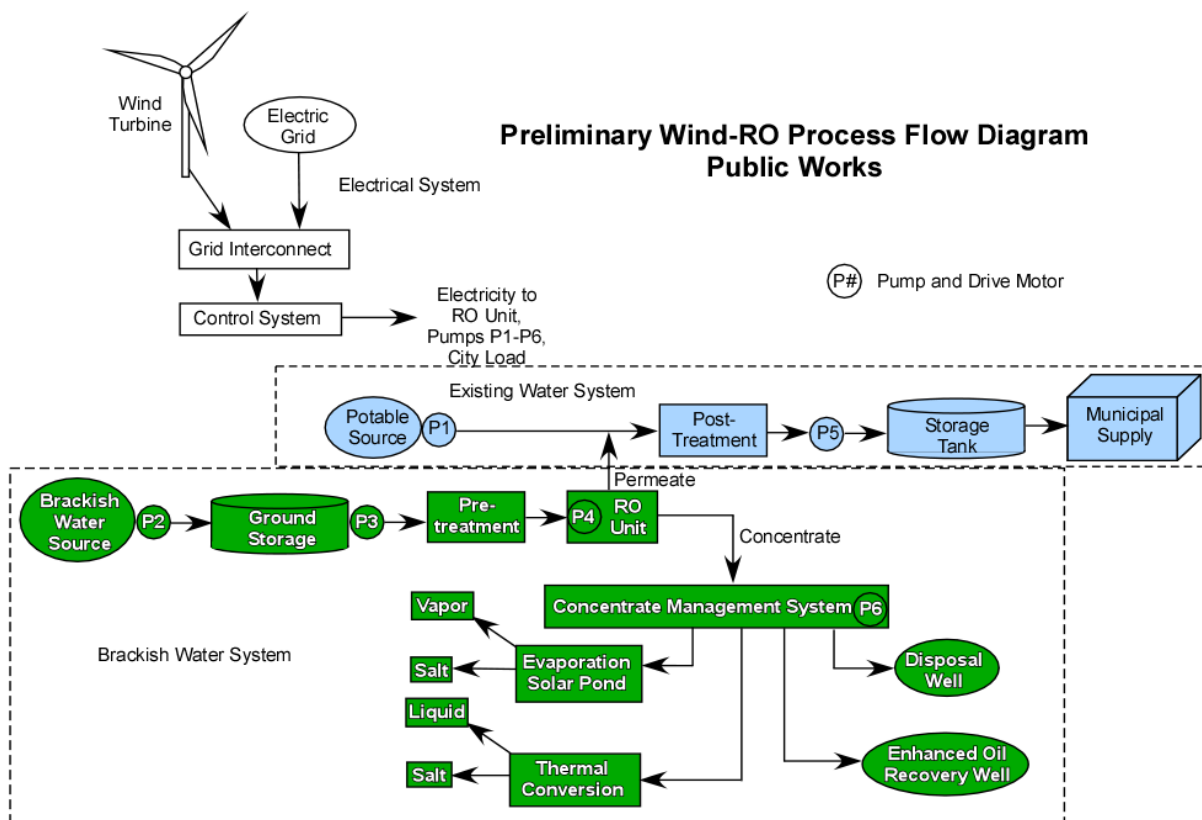 Preliminary Wind-RO Process Flow Diagram
Public Works
Wind
Turbine
Electric
Grid
Electrical System
Grid Interconnect
Control System
Electricity to
RO Unit,
Pumps P1-P6,
City Load
P#
Pump and Drive Motor
Existing Water System
Potable
Source
P1
Post-
Treatment
P5
Storage
Tank
Municipal
Supply
Permeate
Brackish
Water
Source
P2
Ground
Storage
P3
Pre-
treatment
P4
RO
Unit
Concentrate
Concentrate Management System
P6
Brackish Water System
Vapor
Salt
Evaporation
Solar Pond
Liquid
Salt
Thermal
Conversion
Disposal
Well
Enhanced Oil
Recovery Well